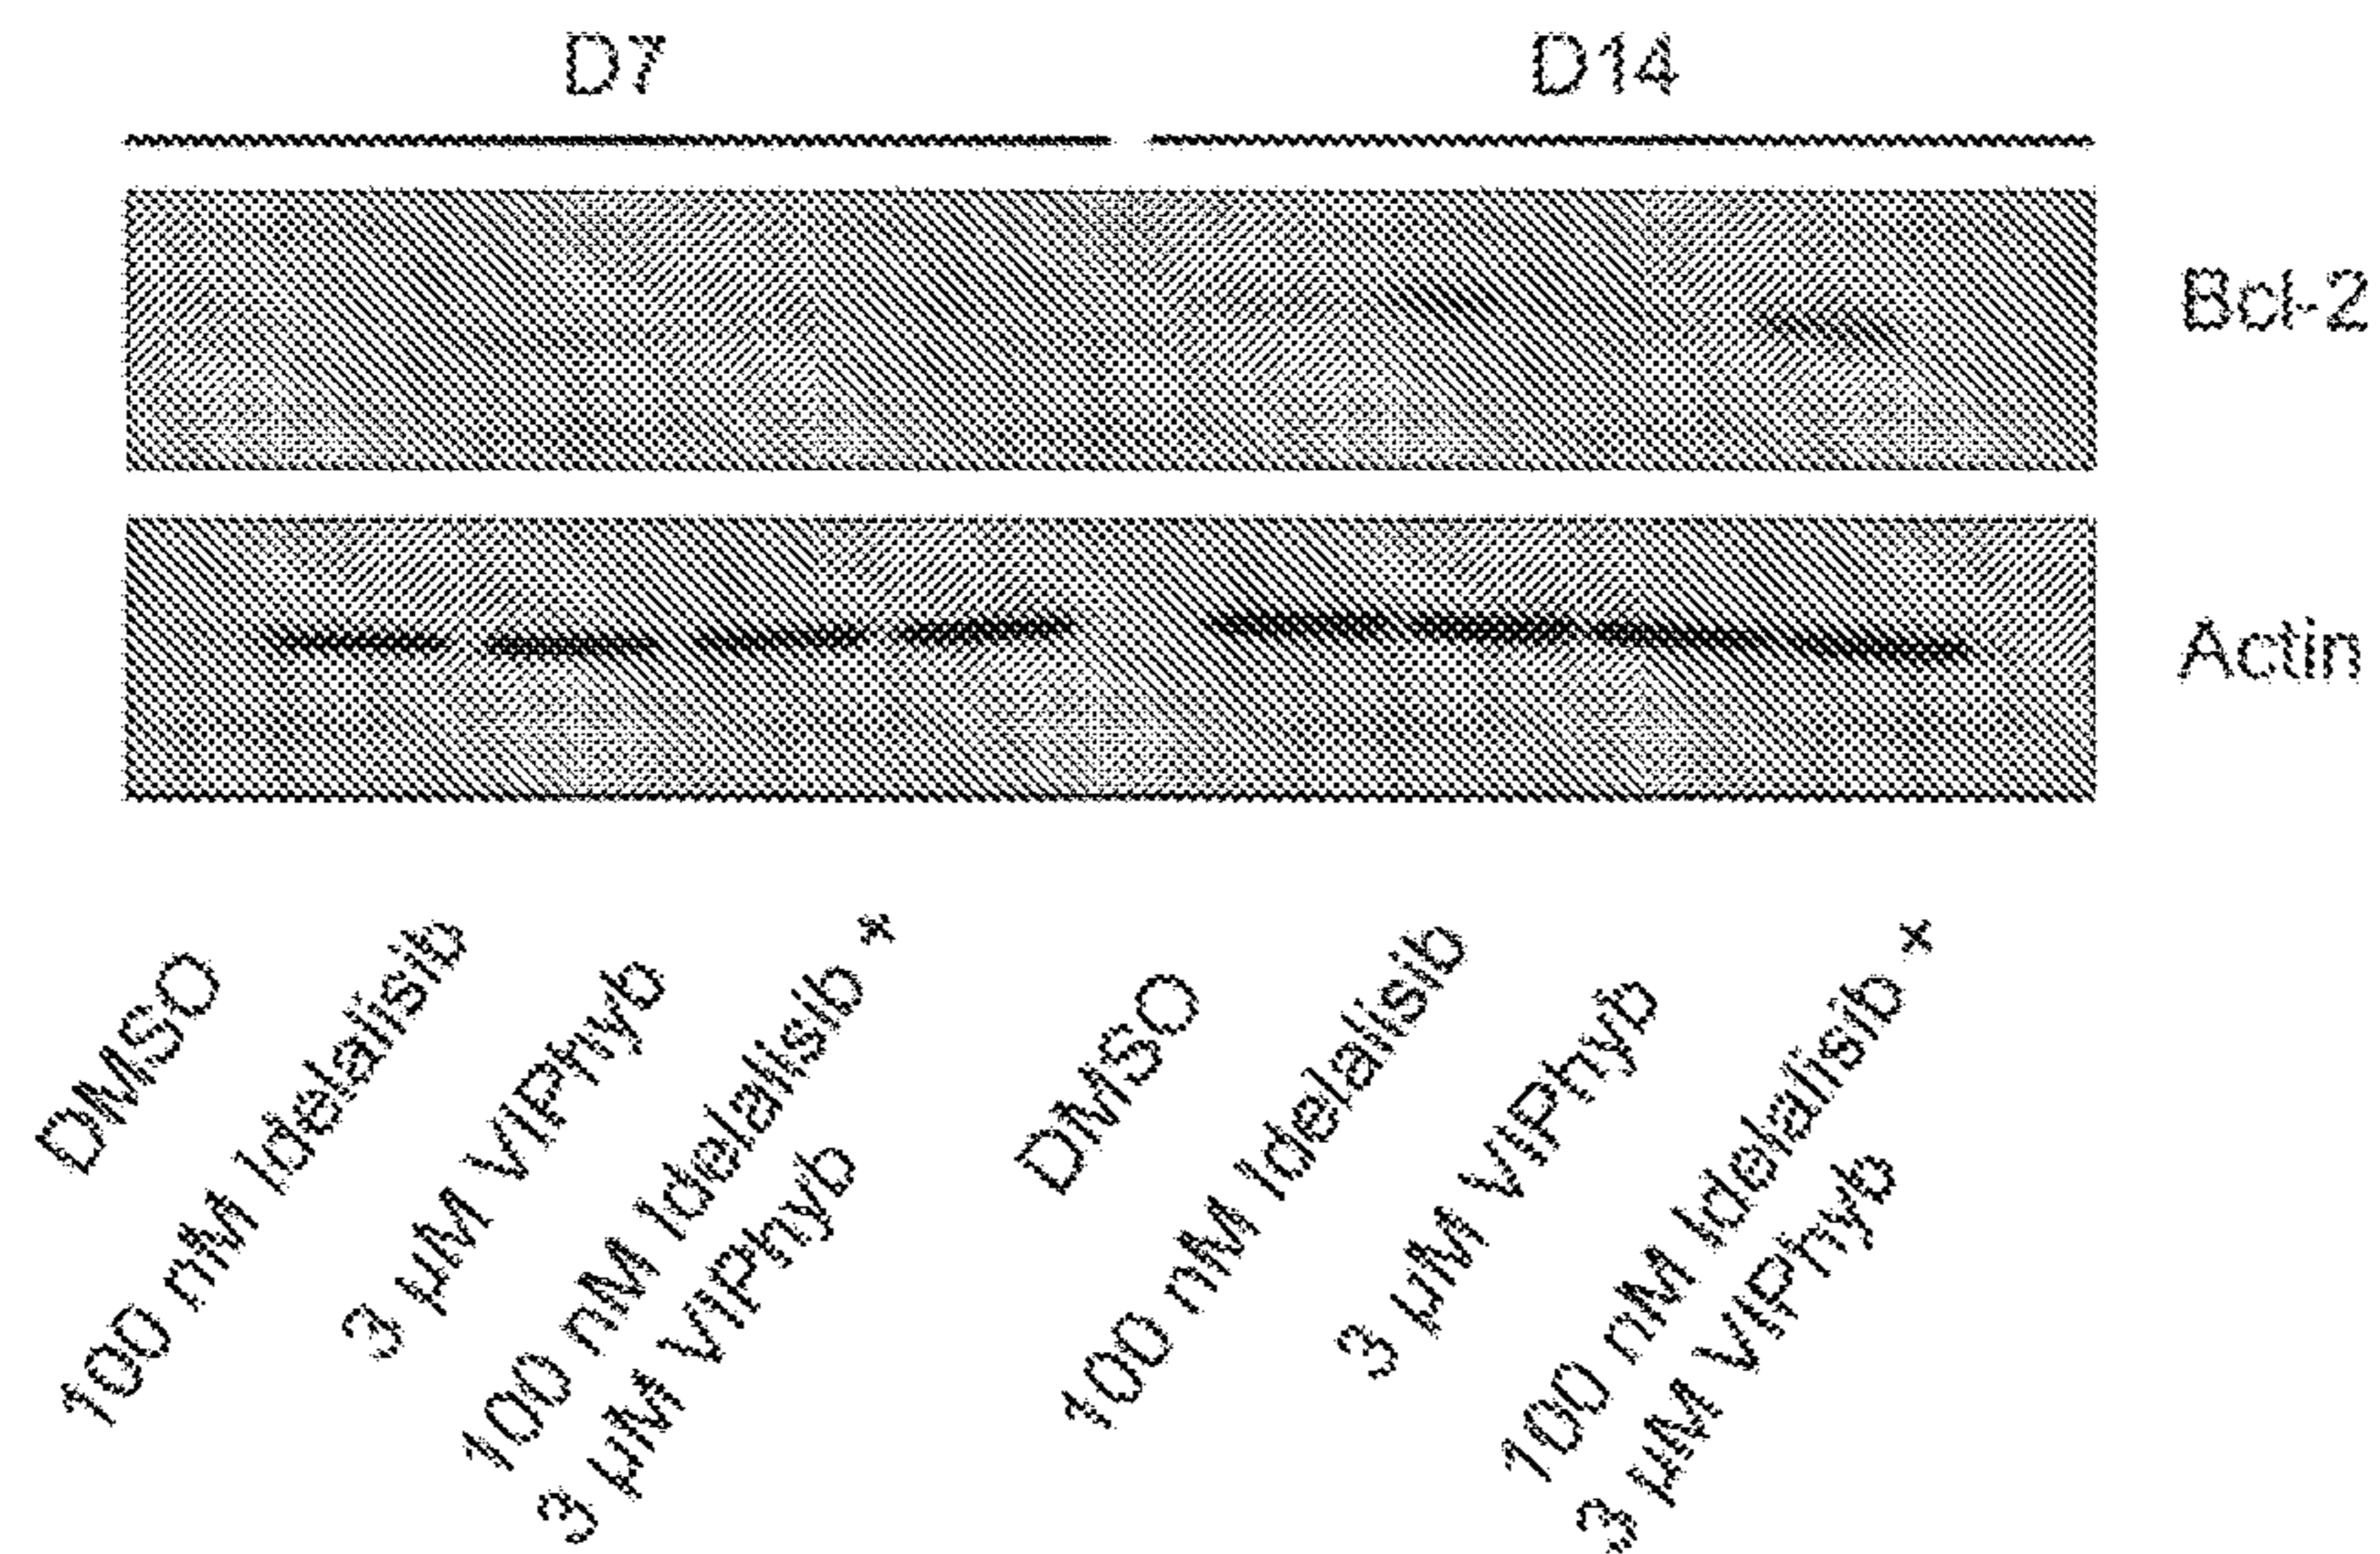 D7
D14
Bcl-2
Actin
DMSO
100 nM Idelalisib
3 µM VIPhyb
100 nM Idelalisib +
3 µM VIPhyb
DMSO
100 nM Idelalisib
3 µM VIPhyb
100 nM Idelalisib +
3 µM VIPhyb